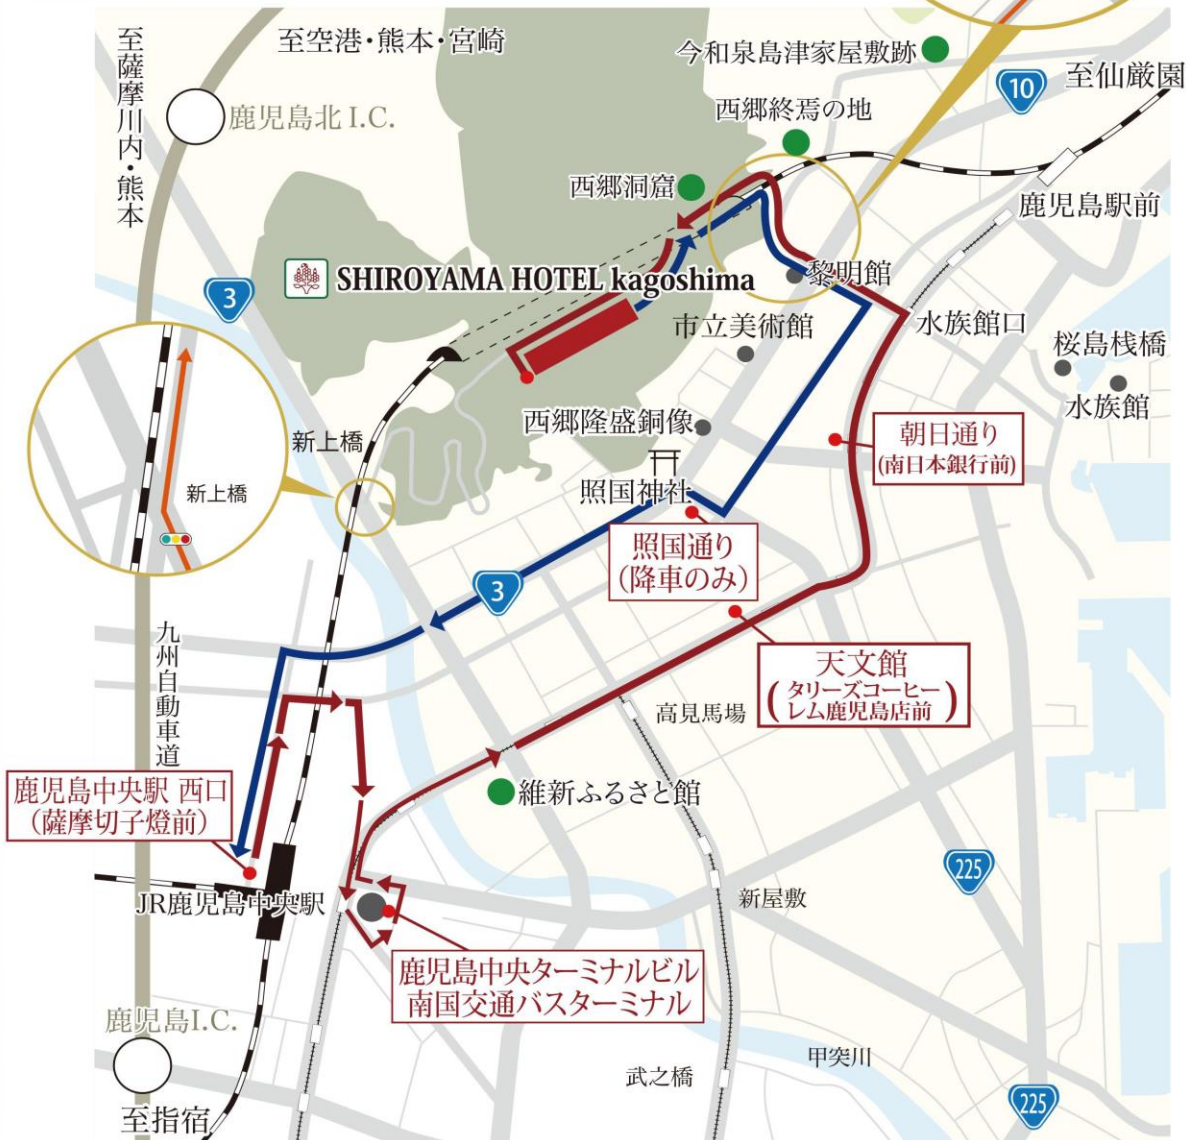 至薩摩川内・熊本
至空港・熊本・宮崎
今和泉島津家屋敷跡
10
至仙厳園
鹿児島北I.C.
西郷終焉の地
西郷洞窟
鹿児島駅前
3
SHIROYAMA HOTEL kagoshima
黎明館
水族館口
市立美術館
桜島桟橋
水族館
西郷隆盛銅像
朝日通り
(南日本銀行前)
新上橋
新上橋
照国神社
照国通り
(降車のみ)
3
九州自動車道
天文館
(タリーズコーヒー
レム鹿児島店前)
高見馬場
鹿児島中央駅 西口
(薩摩切子燈前)
維新ふるさと館
225
JR鹿児島中央駅
新屋敷
鹿児島中央ターミナルビル
南国交通バスターミナル
鹿児島I.C.
甲突川
武之橋
225
至指宿